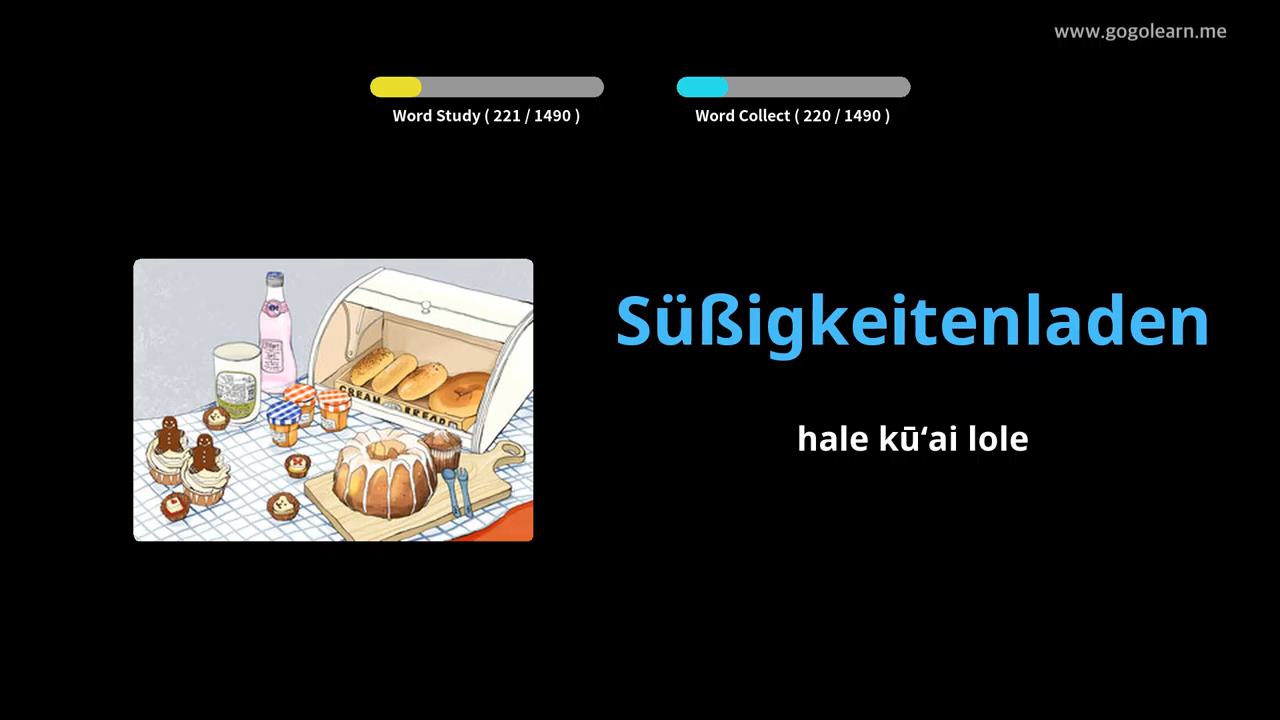 www.gogolearn.me
Word Study ( 221 / 1490 )
Word Collect ( 220 / 1490 )
Süßigkeitenladen
hale kūʻai lole
CREAM BREAD